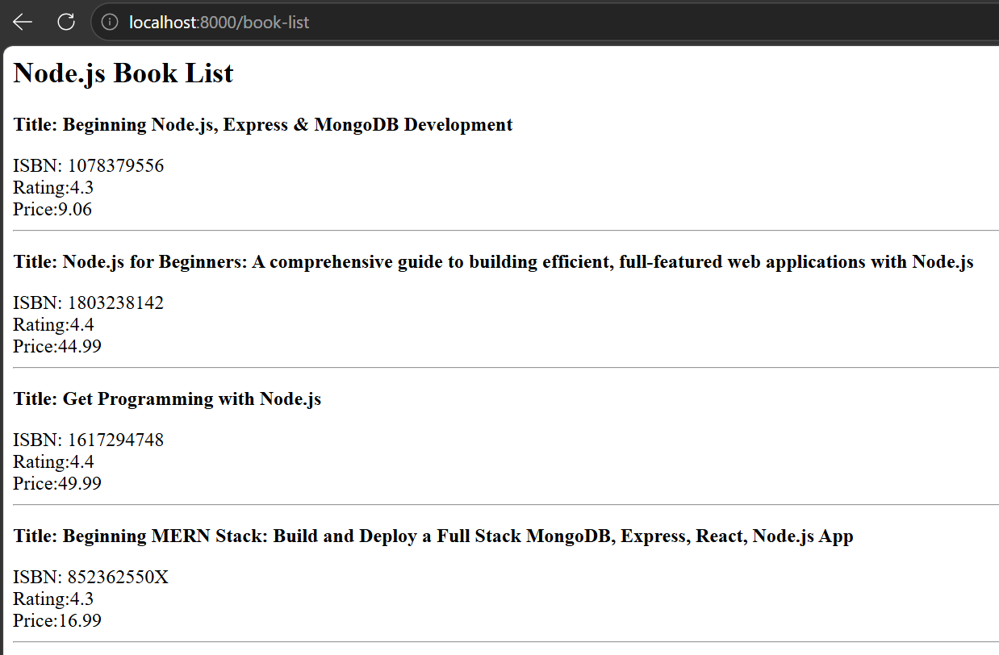 localhost:8000/book-list
Node.js Book List
Title: Beginning Node.js, Express & MongoDB Development
ISBN: 1078379556
Rating:4.3
Price:9.06
Title: Node.js for Beginners: A comprehensive guide to building efficient, full-featured web applications with Node.js
ISBN: 1803238142
Rating:4.4
Price:44.99
Title: Get Programming with Node.js
ISBN: 1617294748
Rating:4.4
Price:49.99
Title: Beginning MERN Stack: Build and Deploy a Full Stack MongoDB, Express, React, Node.js App
ISBN: 852362550X
Rating:4.3
Price:16.99